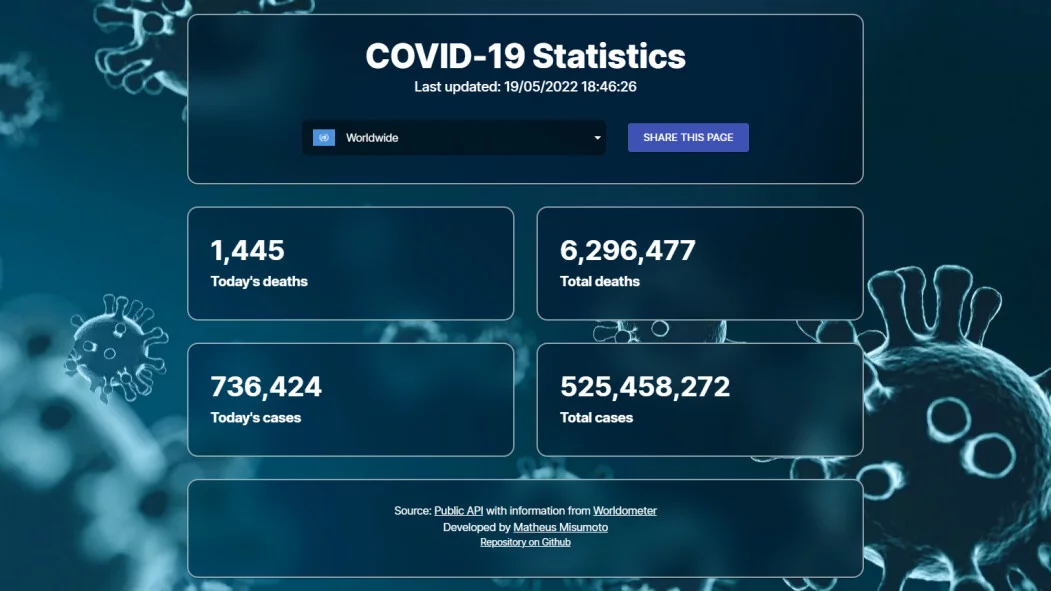 COVID-19 Statistics
Last updated: 19/05/2022 18:46:26
Worldwide
SHARE THIS PAGE
1,445
Today's deaths
6,296,477
Total deaths
736,424
Today's cases
525,458,272
Total cases
Source: Public API with information from Worldometer
Developed by Matheus Misumoto
Repository on Github